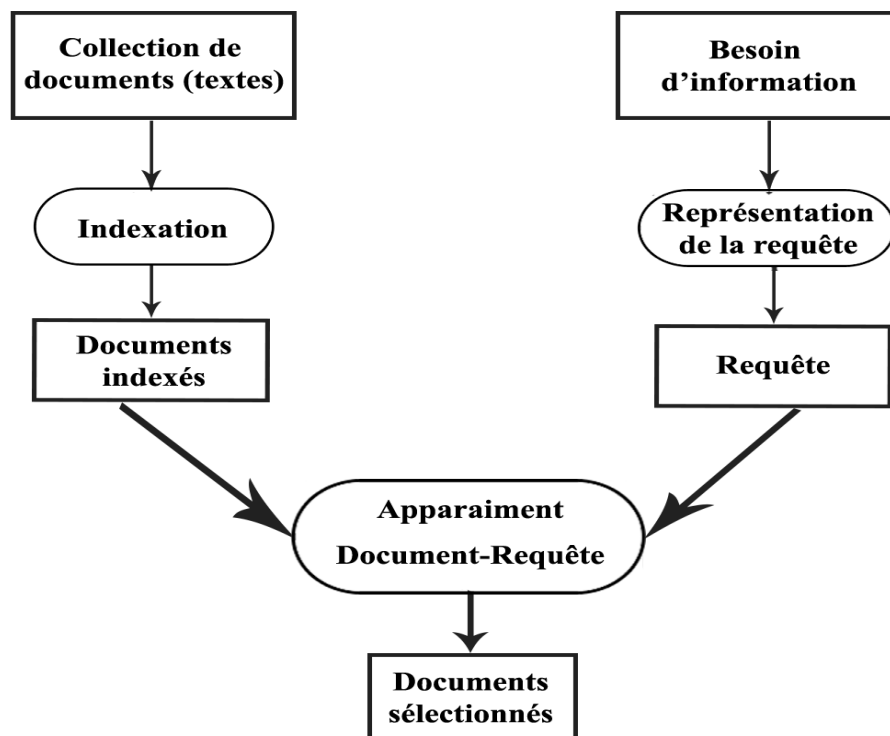 Collection de
documents (textes)
Besoin
d’information
Indexation
Représentation
de la requête
Documents
indexés
Requête
Apparaiment
Document-Requête
Documents
sélectionnés